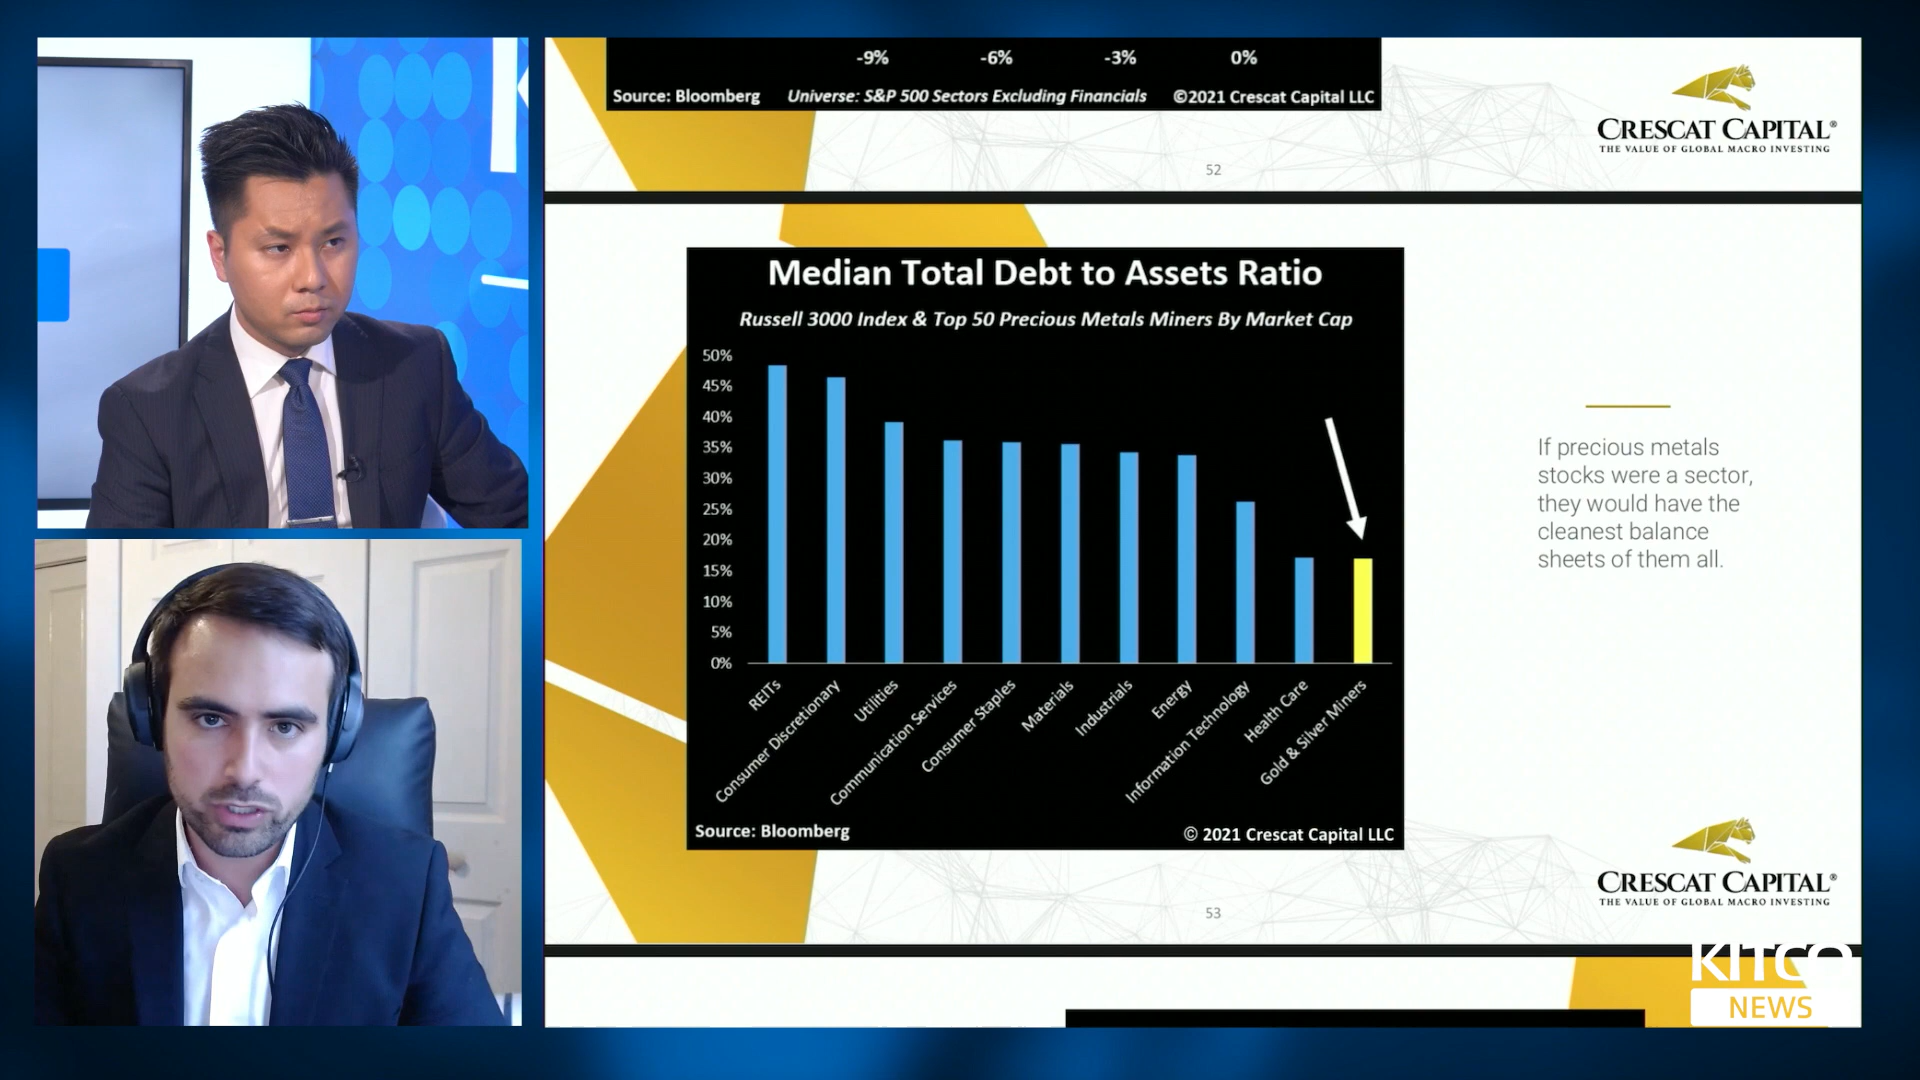 -9% -6% -3% 0%
Source: Bloomberg Universe: S&P 500 Sectors Excluding Financials ©2021 Crescat Capital LLC
CRESCAT CAPITAL®
THE VALUE OF GLOBAL MACRO INVESTING
52
Median Total Debt to Assets Ratio
Russell 3000 Index & Top 50 Precious Metals Miners By Market Cap
50%
45%
40%
35%
30%
25%
20%
15%
10%
5%
0%
REITs
Consumer Discretionary
Utilities
Communication Services
Consumer Staples
Materials
Industrials
Energy
Information Technology
Health Care
Gold & Silver Miners
Source: Bloomberg © 2021 Crescat Capital LLC
If precious metals
stocks were a sector,
they would have the
cleanest balance
sheets of them all.
CRESCAT CAPITAL®
THE VALUE OF GLOBAL MACRO INVESTING
53
KITCO
NEWS